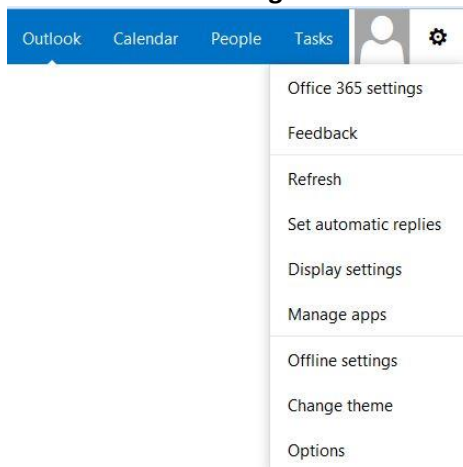 Outlook Calendar People Tasks
Office 365 settings
Feedback
Refresh
Set automatic replies
Display settings
Manage apps
Offline settings
Change theme
Options